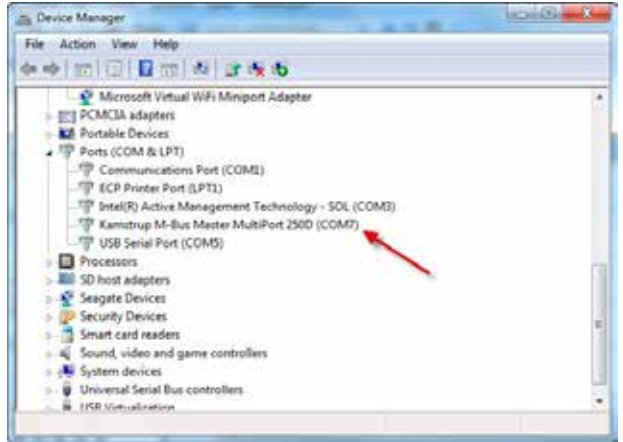 Device Manager
File Action View Help
Microsoft Virtual WiFi Miniport Adapter
PCMCIA adapters
Portable Devices
Ports (COM & LPT)
Communications Port (COM1)
ECP Printer Port (LPT1)
Intel(R) Active Management Technology - SOL (COM3)
Kamstrup M-Bus Master MultiPort 250D (COM7)
USB Serial Port (COM5)
Processors
SD host adapters
Seagate Devices
Security Devices
Smart card readers
Sound, video and game controllers
System devices
Universal Serial Bus controllers
USB Virtualization